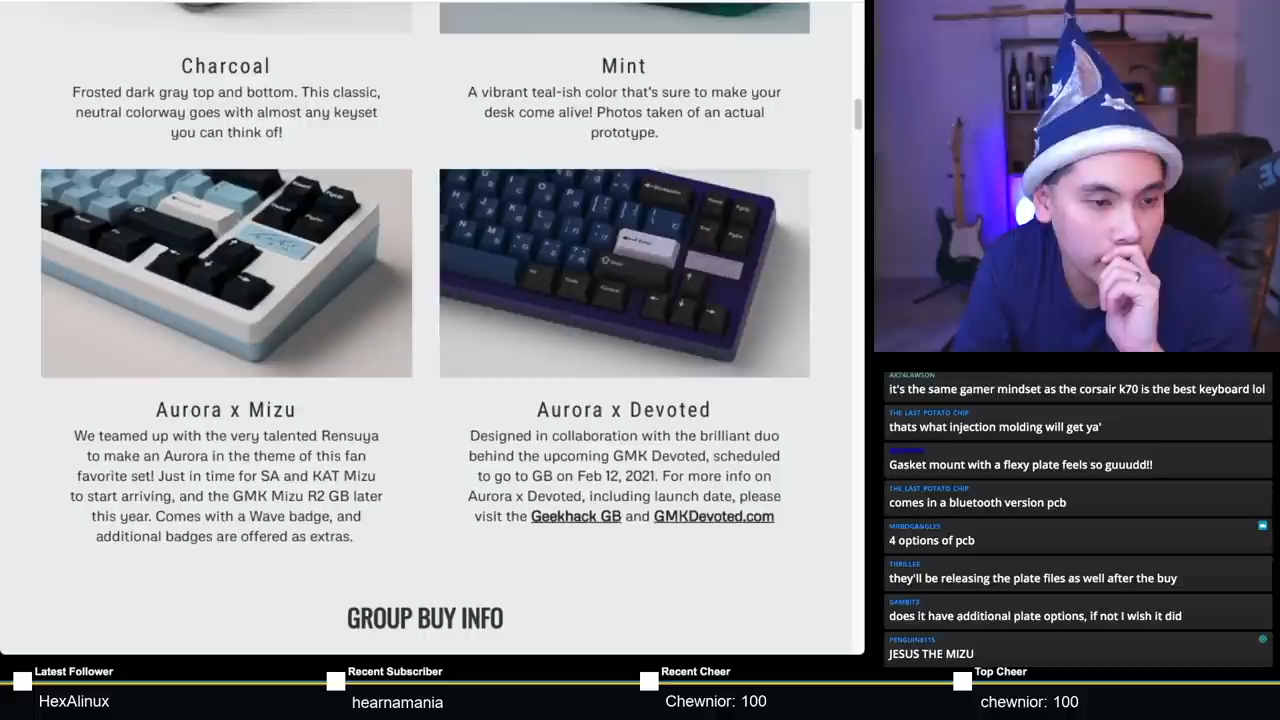 Charcoal
Frosted dark gray top and bottom. This classic,
neutral colorway goes with almost any keyset
you can think of!
Mint
A vibrant teal-ish color that's sure to make your
desk come alive! Photos taken of an actual
prototype.
Aurora x Mizu
We teamed up with the very talented Rensuya
to make an Aurora in the theme of this fan
favorite set! Just in time for SA and KAT Mizu
to start arriving, and the GMK Mizu R2 GB later
this year. Comes with a Wave badge, and
additional badges are offered as extras.
Aurora x Devoted
Designed in collaboration with the brilliant duo
behind the upcoming GMK Devoted, scheduled
to go to GB on Feb 12, 2021. For more info on
Aurora x Devoted, including launch date, please
visit the Geekhack GB and GMKDevoted.com
GROUP BUY INFO
AK74LAWSON
it's the same gamer mindset as the corsair k70 is the best keyboard lol
THE_LAST_POTATO_CHIP
thats what injection molding will get ya'
Gasket mount with a flexy plate feels so guuudd!!
THE_LAST_POTATO_CHIP
comes in a bluetooth version pcb
MRBDGANGLES
4 options of pcb
THRILLEE
they'll be releasing the plate files as well after the buy
GAMBIT3
does it have additional plate options, if not I wish it did
PENGUINE115
JESUS THE MIZU
Latest Follower
HexAlinux
Recent Subscriber
hearnamania
Recent Cheer
Chewnior: 100
Top Cheer
chewnior: 100